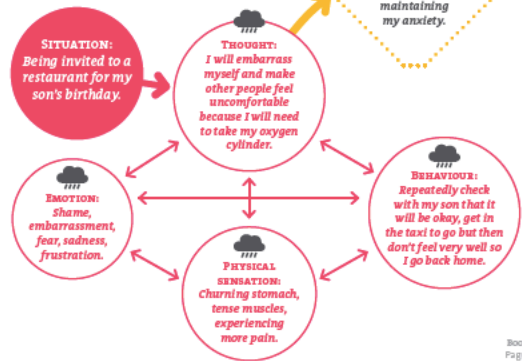 maintaining
my anxiety.
SITUATION:
Being invited to a
restaurant for my
son's birthday.
THOUGHT:
I will embarrass
myself and make
other people feel
uncomfortable
because I will need
to take my oxygen
cylinder.
EMOTION:
Shame,
embarrassment,
fear, sadness,
frustration.
BEHAVIOUR:
Repeatedly check
with my son that it
will be okay, get in
the taxi to go but then
don't feel very well so
I go back home.
PHYSICAL
SENSATION:
Churning stomach,
tense muscles,
experiencing
more pain.